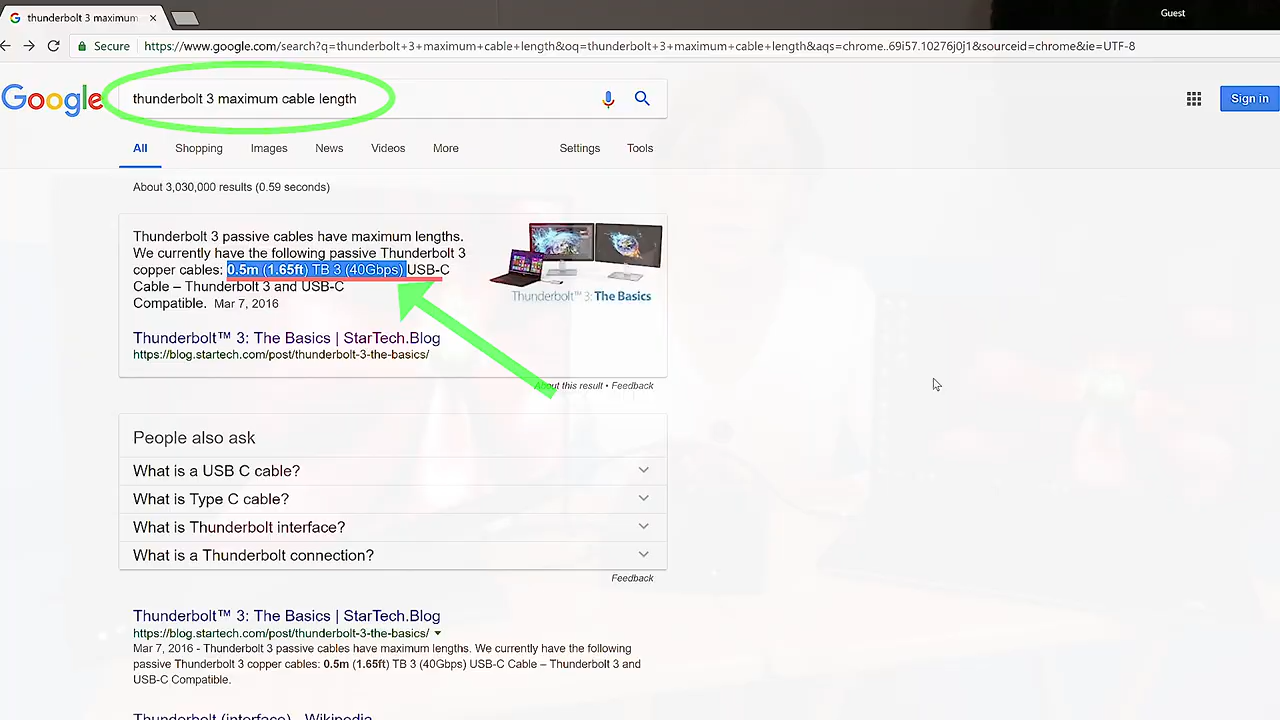 thunderbolt 3 maximum
Guest
Secure https://www.google.com/search?q=thunderbolt+3+maximum+cable+length&oq=thunderbolt+3+maximum+cable+length&aqs=chrome..69i57.10276j0j1&sourceid=chrome&ie=UTF-8
Google thunderbolt 3 maximum cable length Sign in
All Shopping Images News Videos More Settings Tools
About 3,030,000 results (0.59 seconds)
Thunderbolt 3 passive cables have maximum lengths.
We currently have the following passive Thunderbolt 3
copper cables: 0.5m (1.65ft) TB 3 (40Gbps) USB-C
Cable – Thunderbolt 3 and USB-C
Compatible. Mar 7, 2016
Thunderbolt™ 3: The Basics
Thunderbolt™ 3: The Basics | StarTech.Blog
https://blog.startech.com/post/thunderbolt-3-the-basics/
About this result • Feedback
People also ask
What is a USB C cable?
What is Type C cable?
What is Thunderbolt interface?
What is a Thunderbolt connection?
Feedback
Thunderbolt™ 3: The Basics | StarTech.Blog
https://blog.startech.com/post/thunderbolt-3-the-basics/
Mar 7, 2016 - Thunderbolt 3 passive cables have maximum lengths. We currently have the following
passive Thunderbolt 3 copper cables: 0.5m (1.65ft) TB 3 (40Gbps) USB-C Cable – Thunderbolt 3 and
USB-C Compatible.
Thunderbolt (interface) - Wikipedia